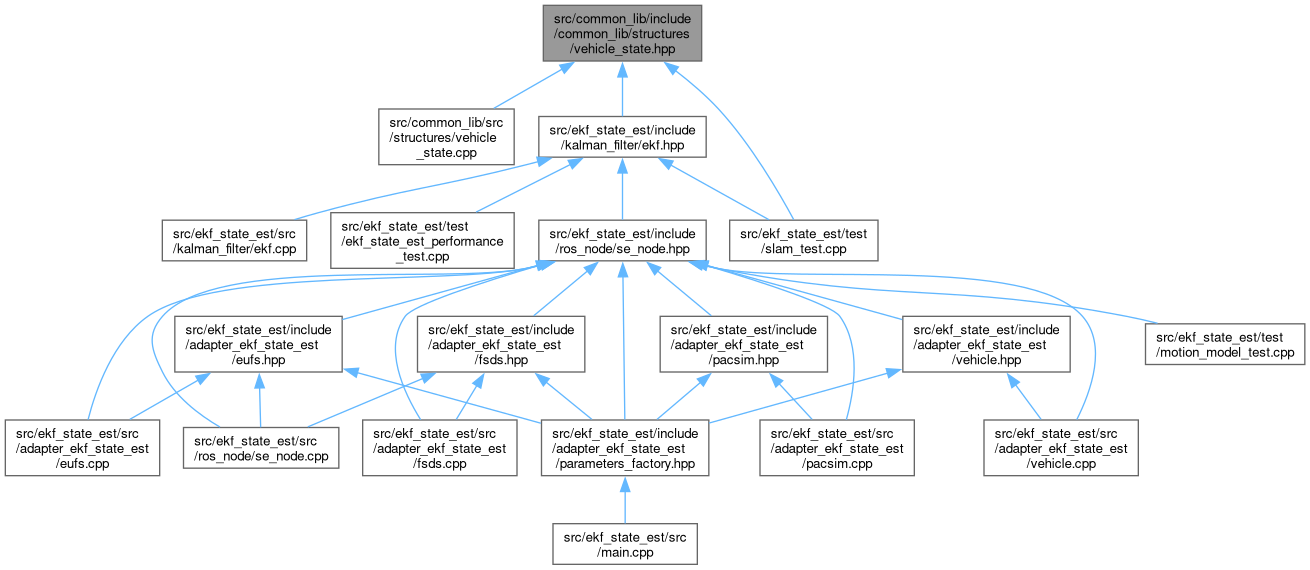 src/common_lib/include
/common_lib/structures
/vehicle_state.hpp
src/common_lib/src
/structures/vehicle
_state.cpp
src/ekf_state_est/include
/kalman_filter/ekf.hpp
src/ekf_state_est/src
/kalman_filter/ekf.cpp
src/ekf_state_est/test
/ekf_state_est_performance
_test.cpp
src/ekf_state_est/include
/ros_node/se_node.hpp
src/ekf_state_est/test
/slam_test.cpp
src/ekf_state_est/include
/adapter_ekf_state_est
/eufs.hpp
src/ekf_state_est/include
/adapter_ekf_state_est
/fsds.hpp
src/ekf_state_est/include
/adapter_ekf_state_est
/pacsim.hpp
src/ekf_state_est/include
/adapter_ekf_state_est
/vehicle.hpp
src/ekf_state_est/test
/motion_model_test.cpp
src/ekf_state_est/src
/adapter_ekf_state_est
/eufs.cpp
src/ekf_state_est/src
/ros_node/se_node.cpp
src/ekf_state_est/src
/adapter_ekf_state_est
/fsds.cpp
src/ekf_state_est/include
/adapter_ekf_state_est
/parameters_factory.hpp
src/ekf_state_est/src
/adapter_ekf_state_est
/pacsim.cpp
src/ekf_state_est/src
/adapter_ekf_state_est
/vehicle.cpp
src/ekf_state_est/src
/main.cpp